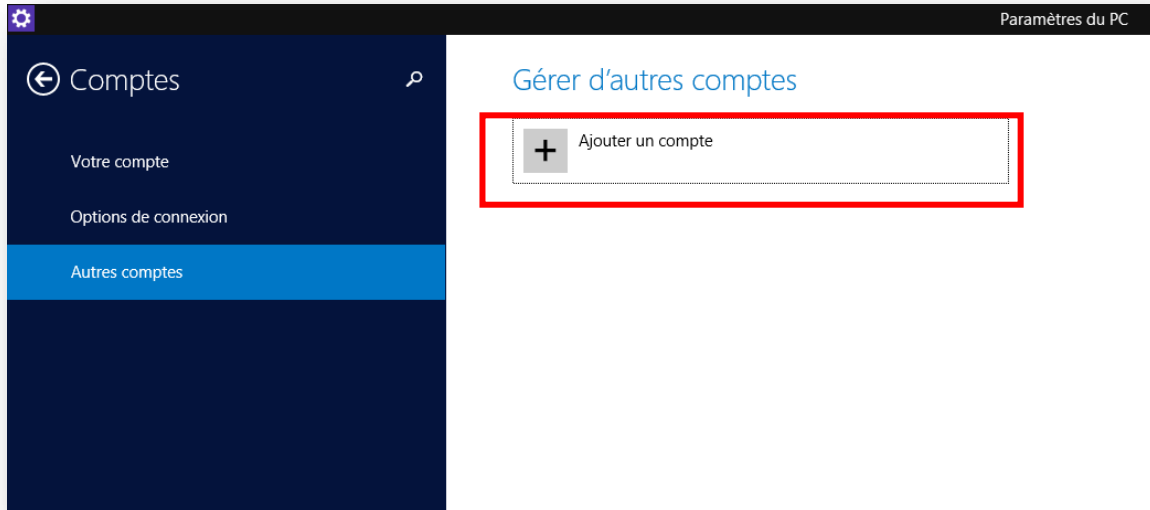 Paramètres du PC
Comptes
Votre compte
Options de connexion
Autres comptes
Gérer d’autres comptes
Ajouter un compte